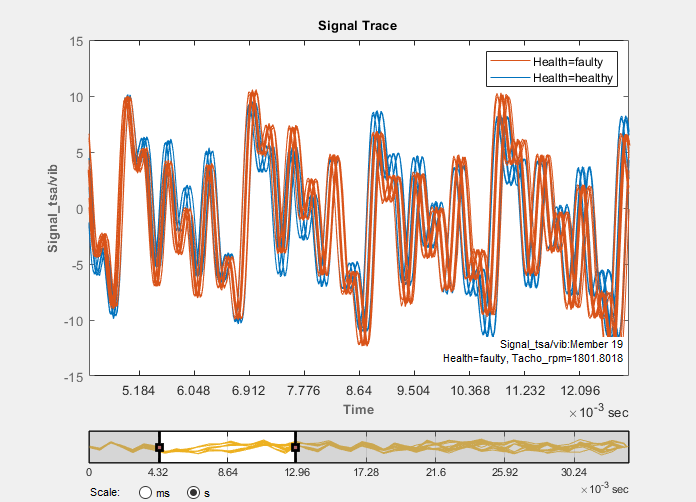 Signal Trace
15
10
5
0
-5
-10
-15
Signal_tsa/vib
Health=faulty
Health=healthy
Signal_tsa/vib:Member 19
Health=faulty, Tacho_rpm=1801.8018
5.184 6.048 6.912 7.776 8.64 9.504 10.368 11.232 12.096
Time
×10-3 sec
0 4.32 8.64 12.96 17.28 21.6 25.92 30.24
×10-3 sec
Scale: ms s